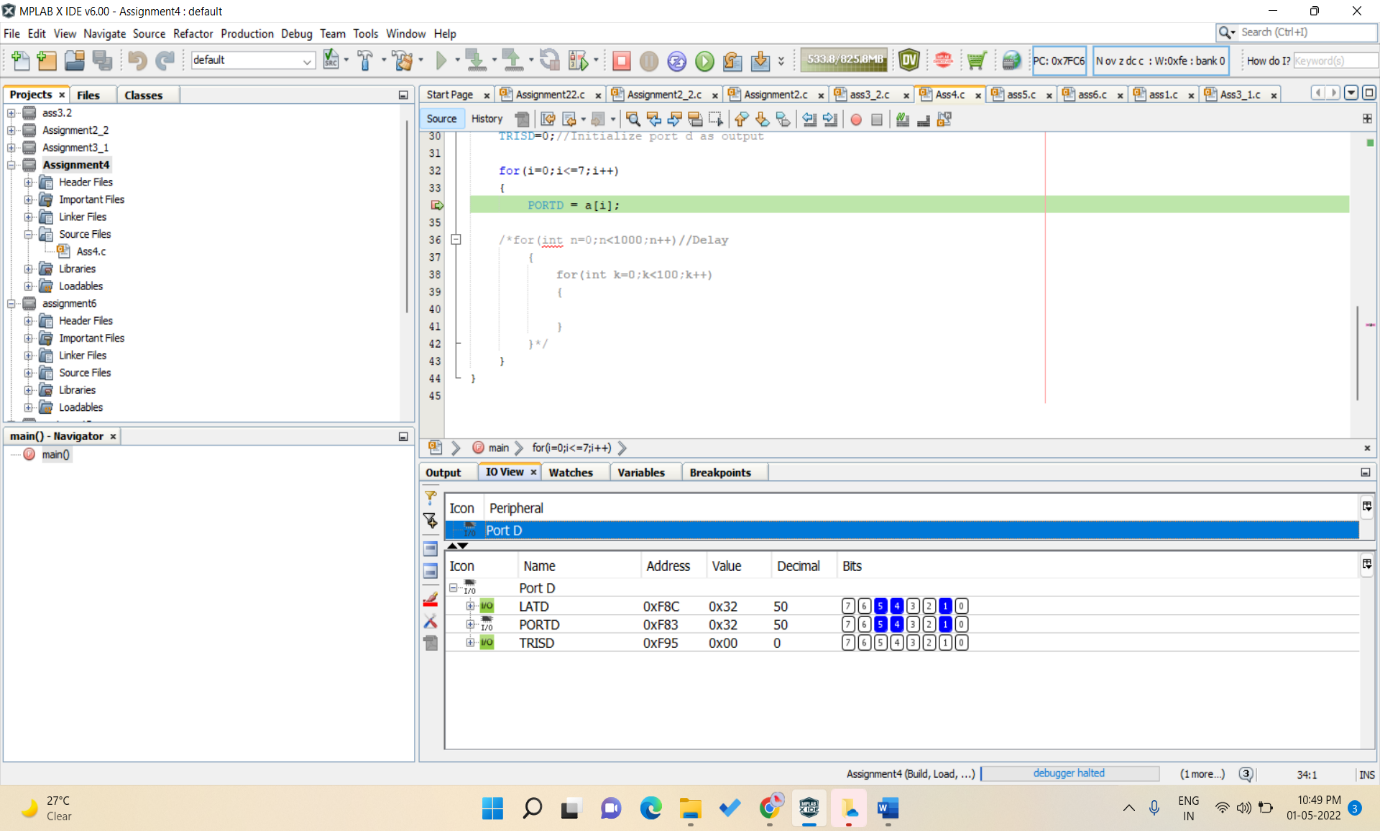 MPLAB X IDE v6.00 - Assignment4 : default
File Edit View Navigate Source Refactor Production Debug Team Tools Window Help
Search (Ctrl+I)
default
533.0/825.0MB
PC: 0x7FC6
N ov z dc c : W:0xfe : bank 0
How do I?
Keyword(s)
Projects
Files
Classes
ass3.2
Assignment2_2
Assignment3_1
Assignment4
Header Files
Important Files
Linker Files
Source Files
Ass4.c
Libraries
Loadables
assignment6
Header Files
Important Files
Linker Files
Source Files
Libraries
Loadables
main() - Navigator
main()
Start Page Assignment22.c Assignment2_2.c Assignment2.c ass3_2.c Ass4.c ass5.c ass6.c ass1.c Ass3_1.c
Source History
30 TRISD=0;//Initialize port d as output
31
32 for(i=0;i<=7;i++)
33 {
PORTD = a[i];
35
36 /*for(int n=0;n<1000;n++)//Delay
37 {
38 for(int k=0;k<100;k++)
39 {
40
41 }
42 }*/
43 }
44 }
45
main for(i=0;i<=7;i++)
Output IO View Watches Variables Breakpoints
Icon Peripheral
Port D
Icon Name Address Value Decimal Bits
Port D
LATD 0xF8C 0x32 50 7 6 5 4 3 2 1 0
PORTD 0xF83 0x32 50 7 6 5 4 3 2 1 0
TRISD 0xF95 0x00 0 7 6 5 4 3 2 1 0
Assignment4 (Build, Load, ...) debugger halted (1 more...) 3 34:1 INS
27°C
Clear
ENG
IN
10:49 PM
01-05-2022
3